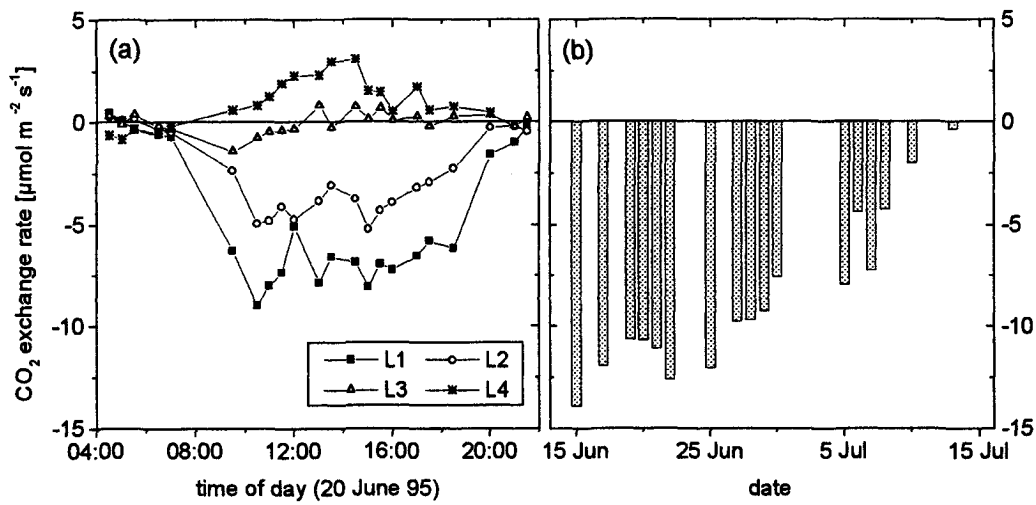 (a)
(b)
CO₂ exchange rate [µmol m⁻² s⁻¹]
5
0
-5
-10
-15
L1
L2
L3
L4
04:00
08:00
12:00
16:00
20:00
time of day (20 June 95)
5
0
-5
-10
-15
15 Jun
25 Jun
5 Jul
15 Jul
date